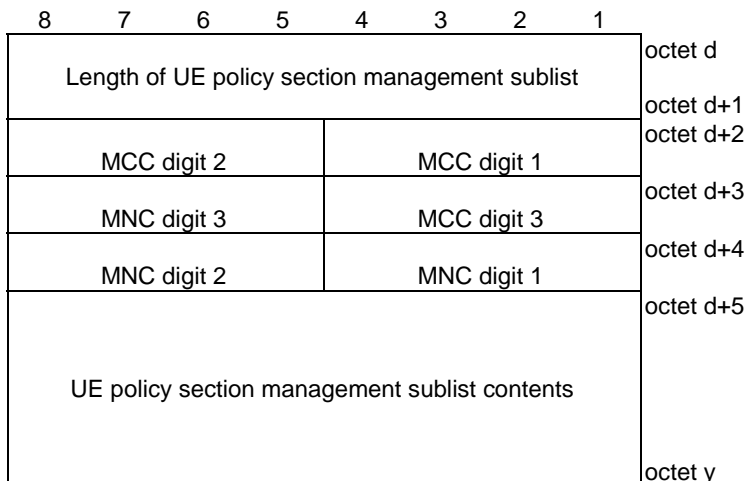 8 7 6 5 4 3 2 1
Length of UE policy section management sublist
octet d
octet d+1
MCC digit 2 MCC digit 1 octet d+2
MNC digit 3 MCC digit 3 octet d+3
MNC digit 2 MNC digit 1 octet d+4
octet d+5
UE policy section management sublist contents
octet y